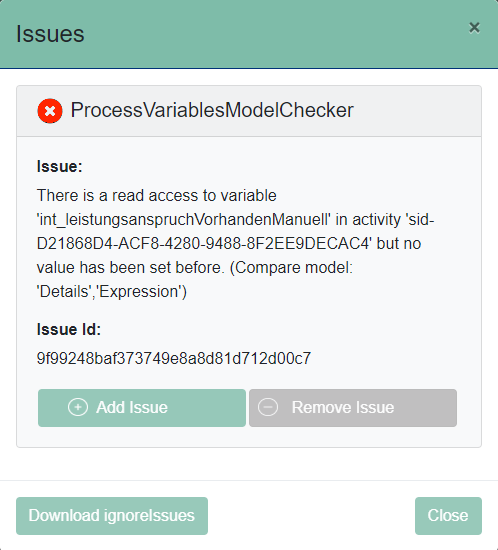 Issues
×
ProcessVariablesModelChecker
Issue:
There is a read access to variable
'int_leistungsanspruchVorhandenManuell' in activity 'sid-
D21868D4-ACF8-4280-9488-8F2EE9DECAC4' but no
value has been set before. (Compare model:
'Details','Expression')
Issue Id:
9f99248baf373749e8a8d81d712d00c7
Add Issue
Remove Issue
Download ignoreIssues
Close